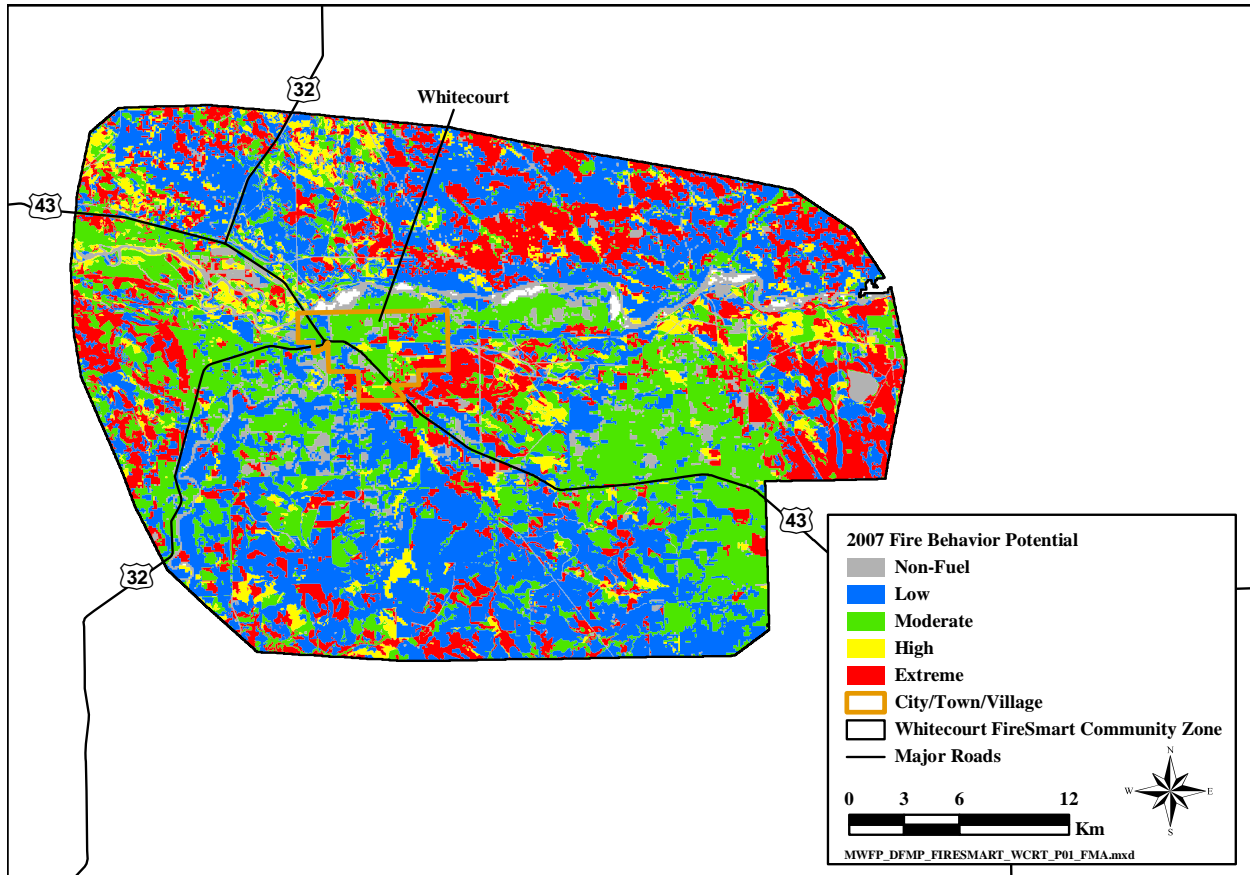 32
Whitecourt
43
43
32
2007 Fire Behavior Potential
Non-Fuel
Low
Moderate
High
Extreme
City/Town/Village
Whitecourt FireSmart Community Zone
Major Roads
N
W E
S
0 3 6 12
Km
MWFP_DFMP_FIRESMART_WCRT_P01_FMA.mxd